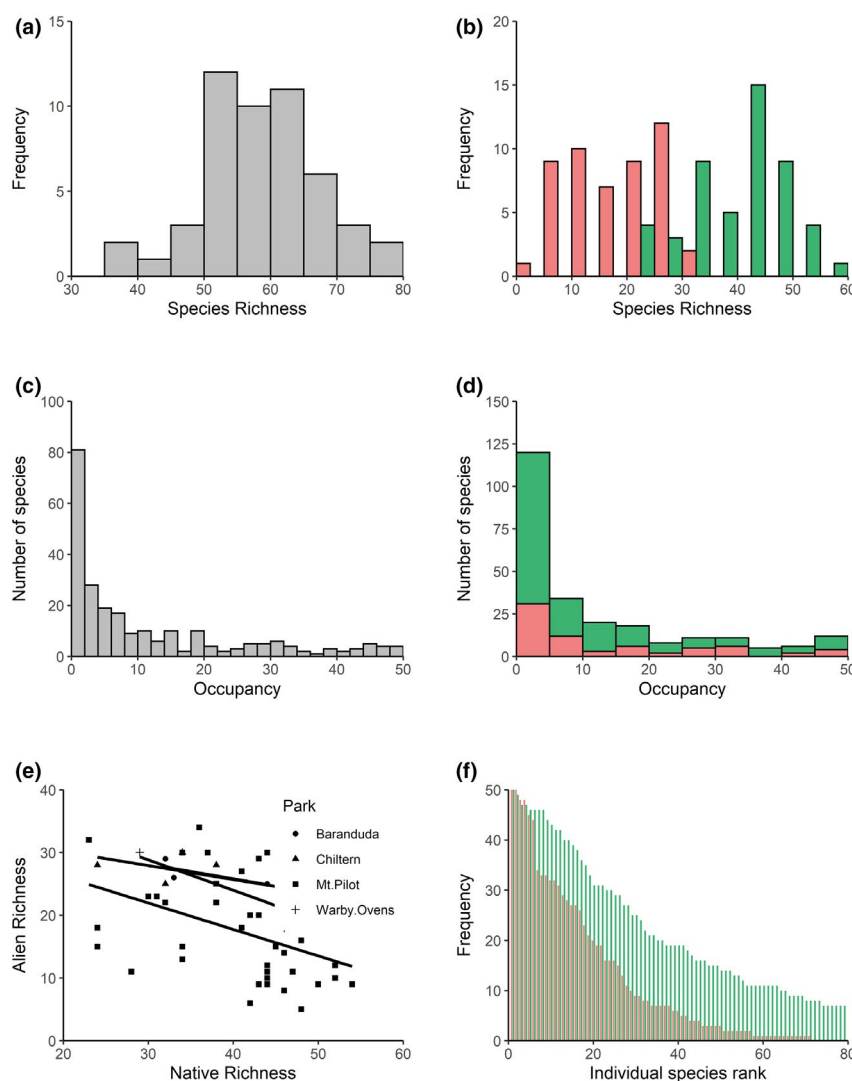 (a)
15
10
5
0
Frequency
30 40 50 60 70 80
Species Richness
(b)
20
15
10
5
0
Frequency
0 10 20 30 40 50 60
Species Richness
(c)
100
80
60
40
20
0
Number of species
0 10 20 30 40 50
Occupancy
(d)
150
125
100
75
50
25
0
Number of species
0 10 20 30 40 50
Occupancy
(e)
40
30
20
10
0
Alien Richness
Park
Baranduda
Chiltern
Mt.Pilot
Warby.Ovens
20 30 40 50 60
Native Richness
(f)
50
40
30
20
10
0
Frequency
0 20 40 60 80
Individual species rank